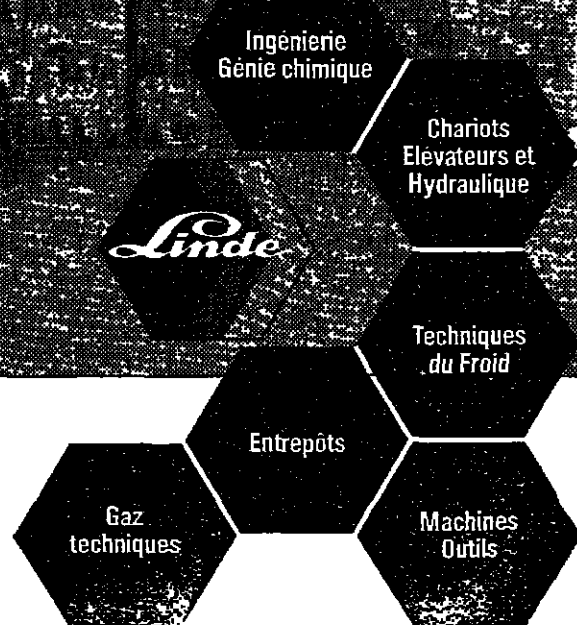 Ingénierie
Génie chimique
Chariots
Elévateurs et
Hydraulique
Linde
Techniques
du Froid
Entrepôts
Gaz
techniques
Machines
Outils